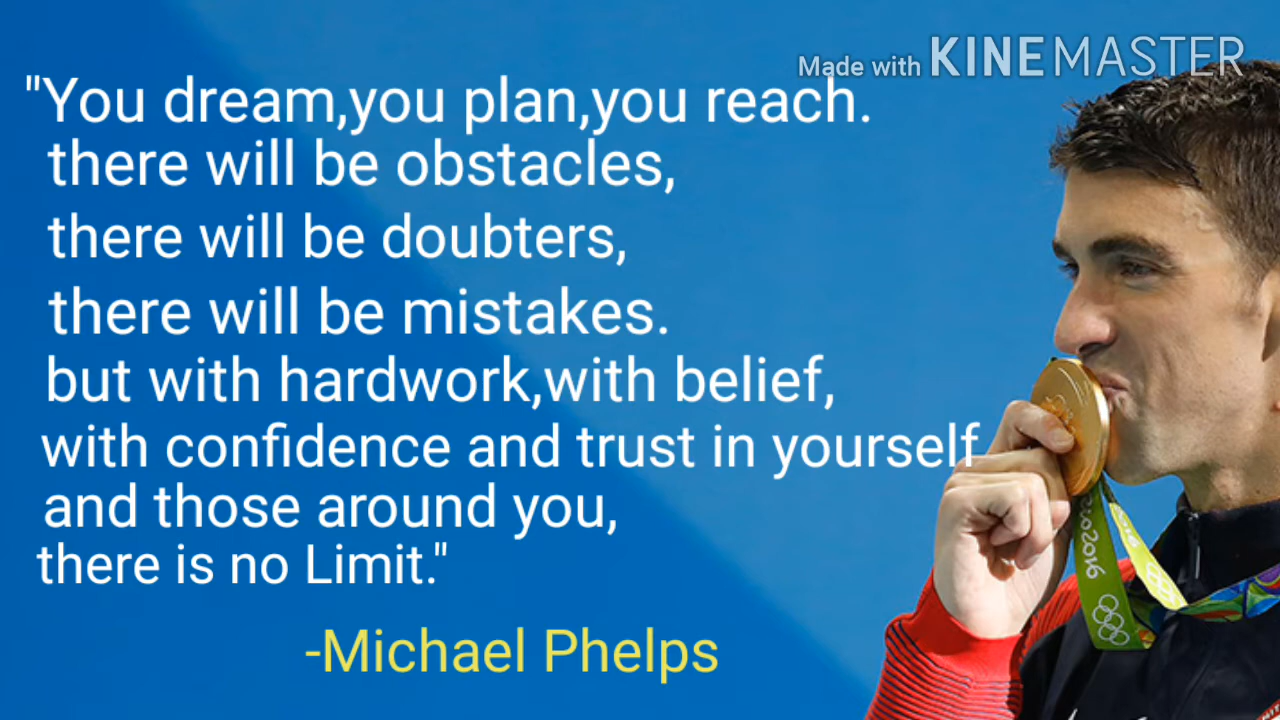 Made with KINEMASTER
"You dream,you plan,you reach.
there will be obstacles,
there will be doubters,
there will be mistakes.
but with hardwork,with belief,
with confidence and trust in yourself
and those around you,
there is no Limit."
-Michael Phelps
2016